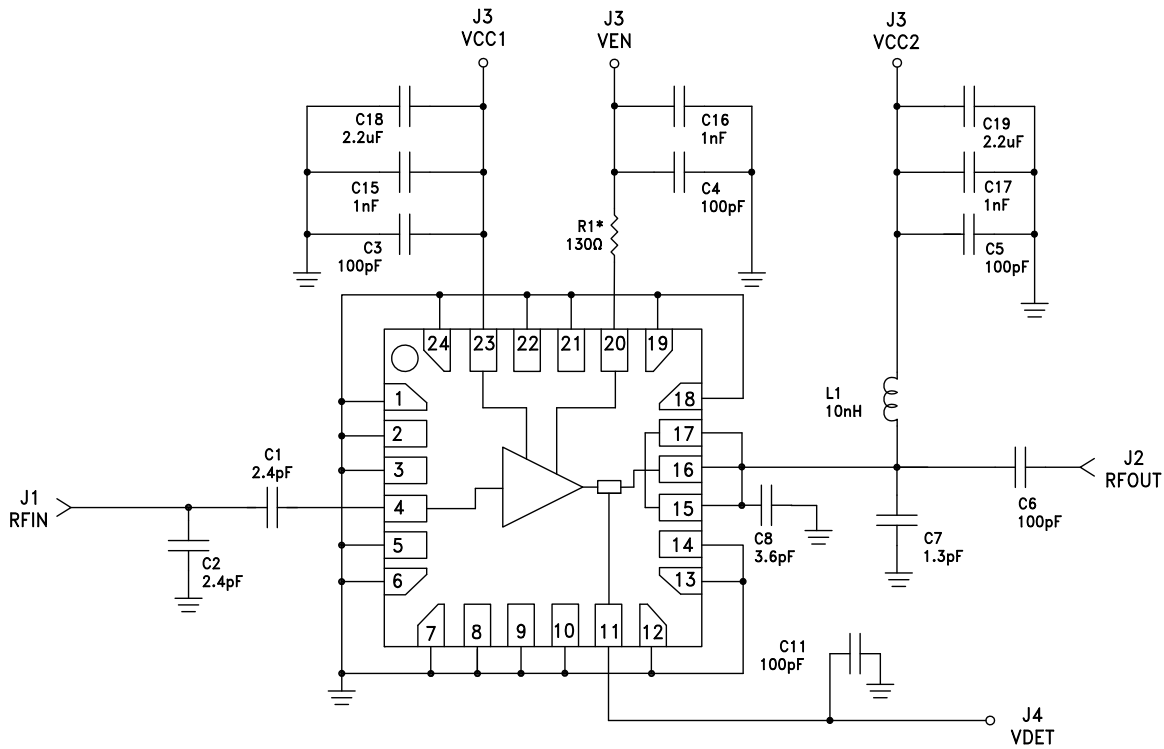 J3
VCC1
J3
VEN
J3
VCC2
C18
2.2uF
C16
1nF
C19
2.2uF
C15
1nF
C4
100pF
C17
1nF
R1*
130Ω
C3
100pF
C5
100pF
24
23
22
21
20
19
1
18
L1
10nH
2
17
3
16
C1
2.4pF
J1
RFIN
4
15
J2
RFOUT
C6
100pF
5
14
C8
3.6pF
C7
1.3pF
C2
2.4pF
6
13
7
8
9
10
11
12
C11
100pF
J4
VDET